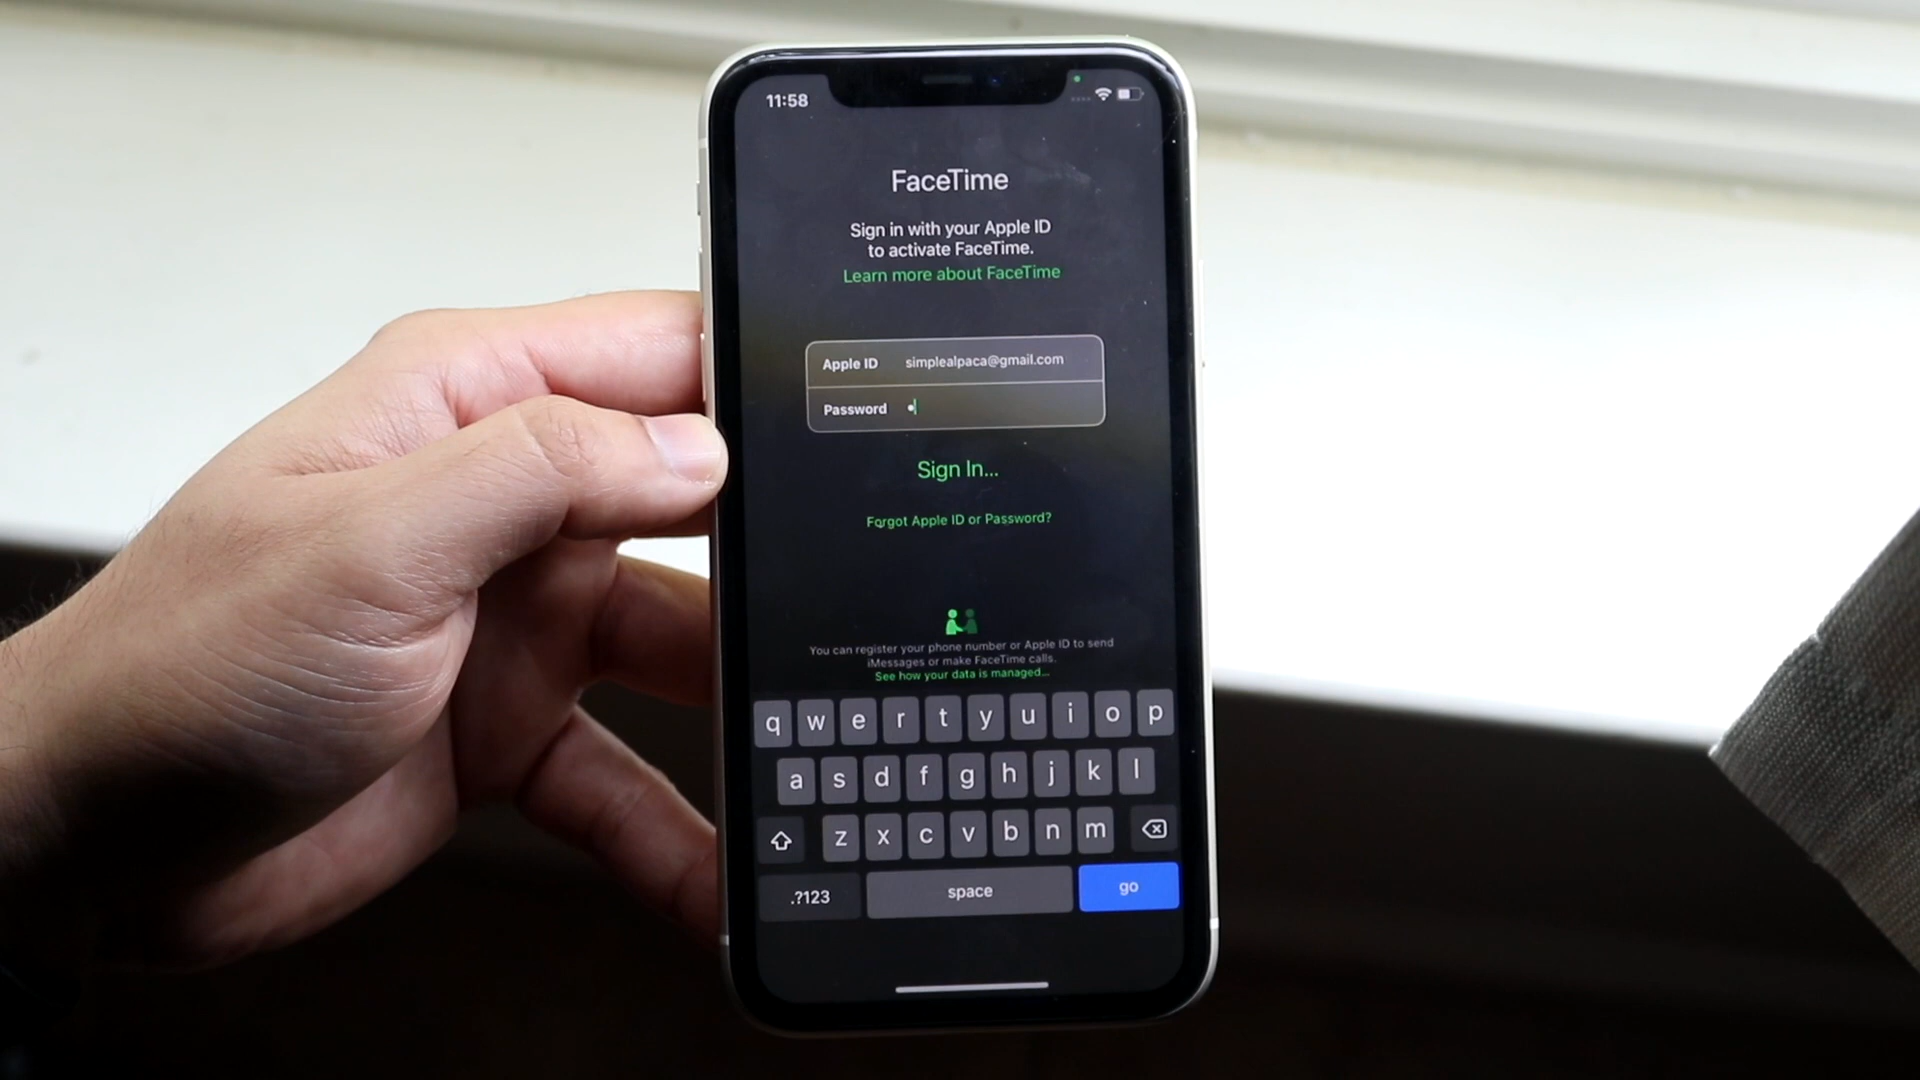 11:58
FaceTime
Sign in with your Apple ID
to activate FaceTime.
Learn more about FaceTime
Apple ID simplealpaca@gmail.com
Password •
Sign In...
Forgot Apple ID or Password?
You can register your phone number or Apple ID to send
iMessages or make FaceTime calls.
See how your data is managed...
q w e r t y u i o p
a s d f g h j k l
z x c v b n m
.?123 space go